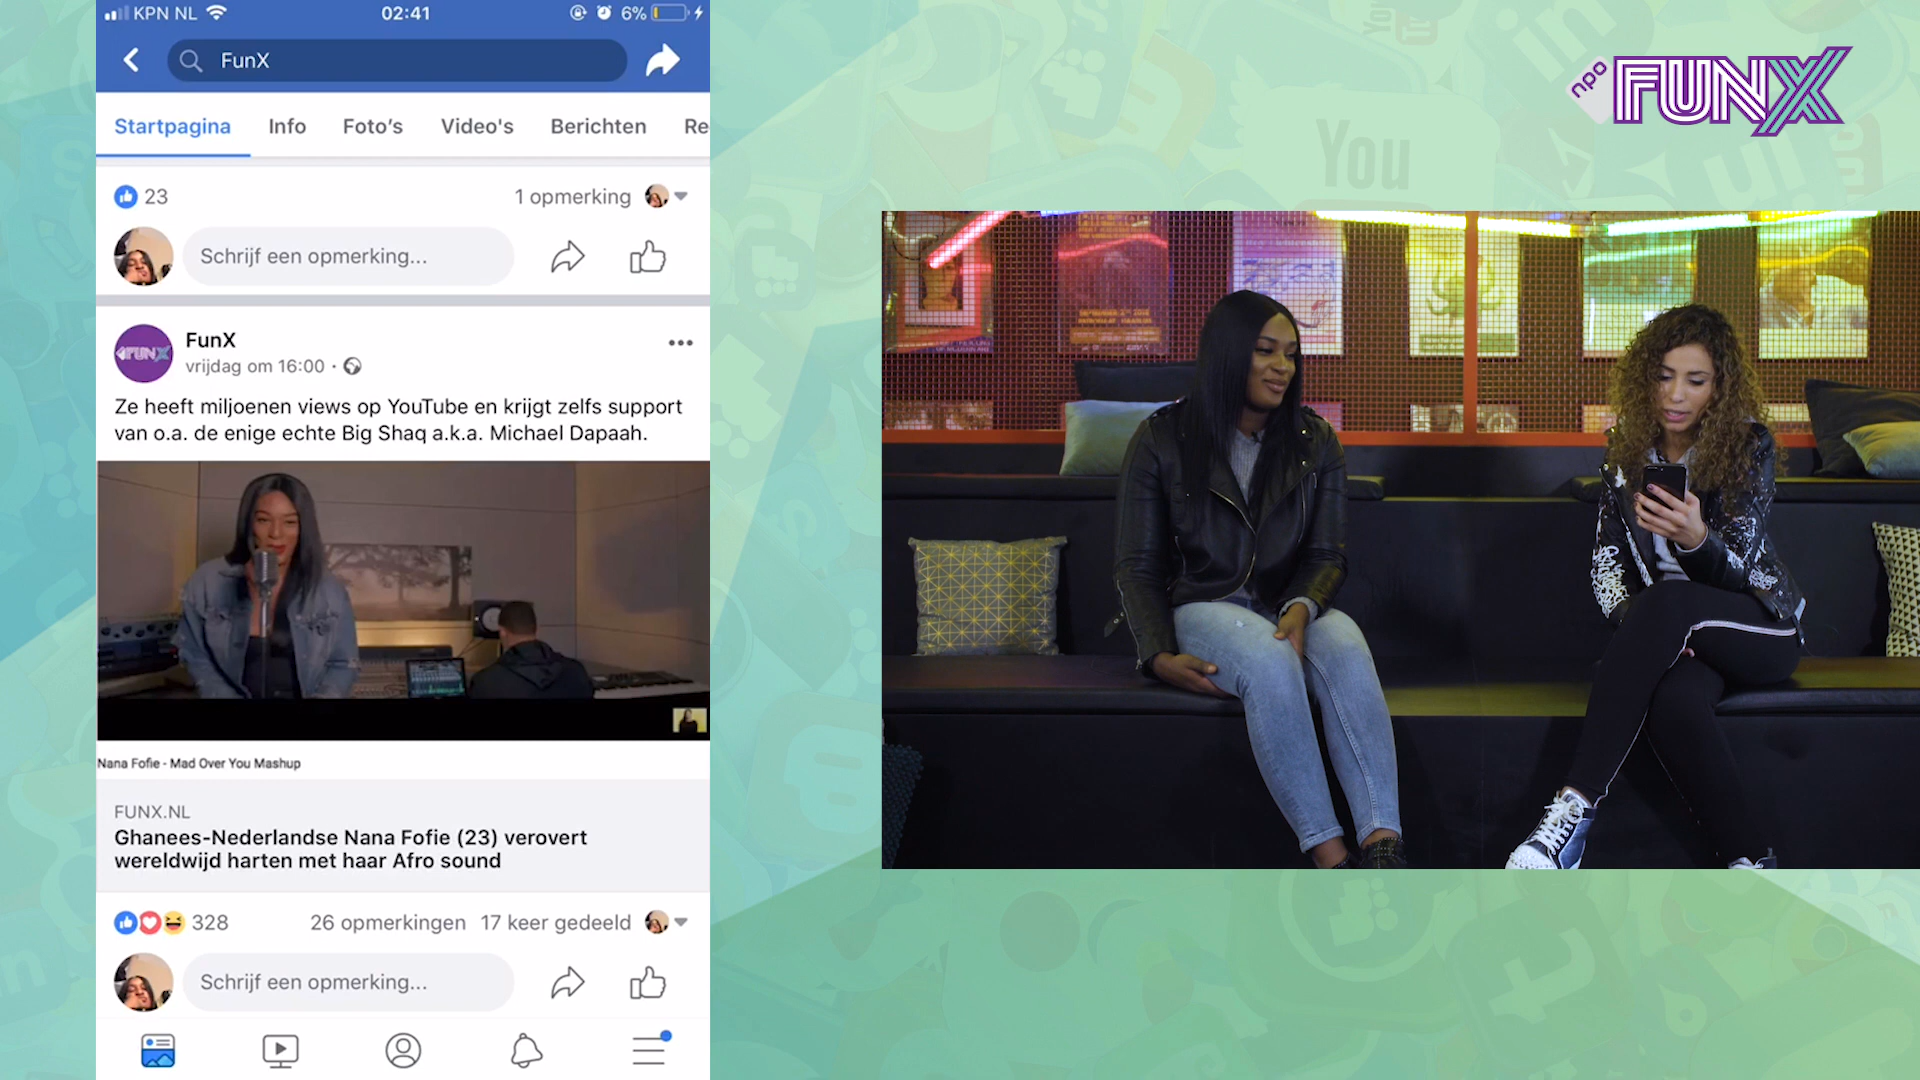 KPN NL 02:41 6%
FunX
Startpagina Info Foto's Video's Berichten Re
23 1 opmerking
Schrijf een opmerking...
FunX
vrijdag om 16:00
Ze heeft miljoenen views op YouTube en krijgt zelfs support
van o.a. de enige echte Big Shaq a.k.a. Michael Dapaah.
Nana Fofie - Mad Over You Mashup
FUNX.NL
Ghanees-Nederlandse Nana Fofie (23) verovert
wereldwijd harten met haar Afro sound
328 26 opmerkingen 17 keer gedeeld
Schrijf een opmerking...
npo FUNX
You